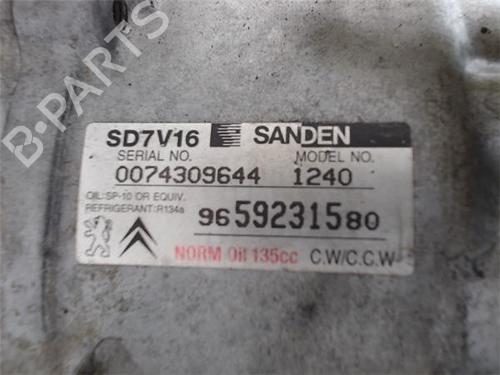 B-PARTS
SD7V16 SANDEN
SERIAL NO. MODEL NO.
0074309644 1240
OIL:SP-10 OR EQUIV.
REFRIGERANT:R134a
9659231580
NORM Oil 135cc C.W/C.C.W